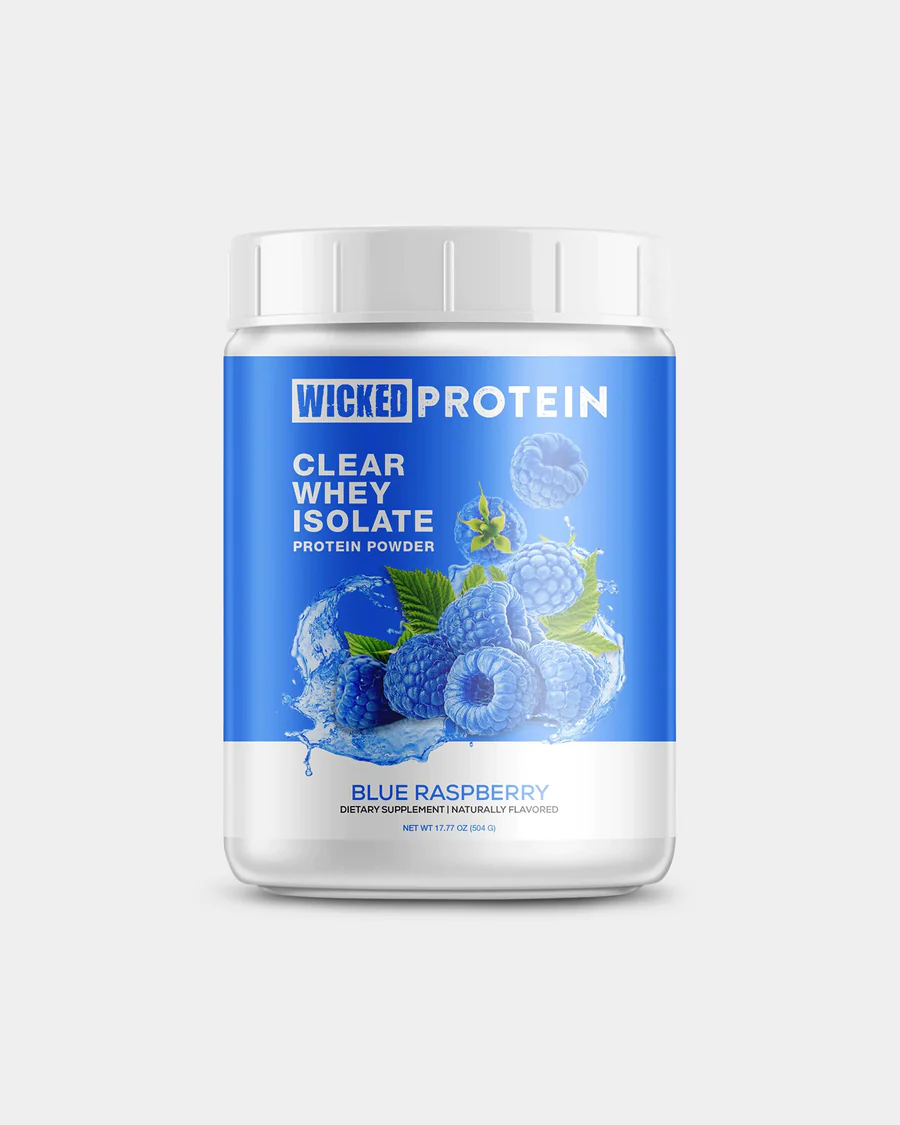 WICKED PROTEIN
CLEAR
WHEY
ISOLATE
PROTEIN POWDER
BLUE RASPBERRY
DIETARY SUPPLEMENT | NATURALLY FLAVORED
NET WT 17.77 OZ (504 G)